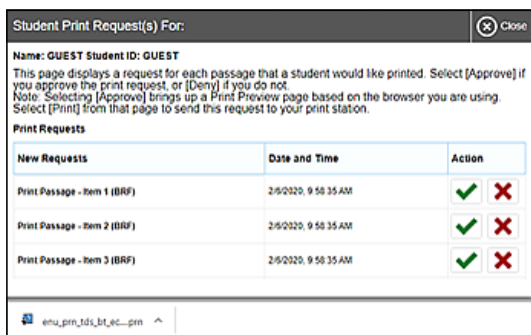 Student Print Request(s) For:
Close
Name: GUEST Student ID: GUEST
This page displays a request for each passage that a student would like printed. Select [Approve] if
you approve the print request, or [Deny] if you do not.
Note: Selecting [Approve] brings up a Print Preview page based on the browser you are using.
Select [Print] from that page to send this request to your print station.
Print Requests
New Requests Date and Time Action
Print Passage - Item 1 (BRF) 2/6/2020, 9:58:35 AM
Print Passage - Item 2 (BRF) 2/6/2020, 9:58:35 AM
Print Passage - Item 3 (BRF) 2/6/2020, 9:58:35 AM
enu_prn_tds_bt_ec....prn